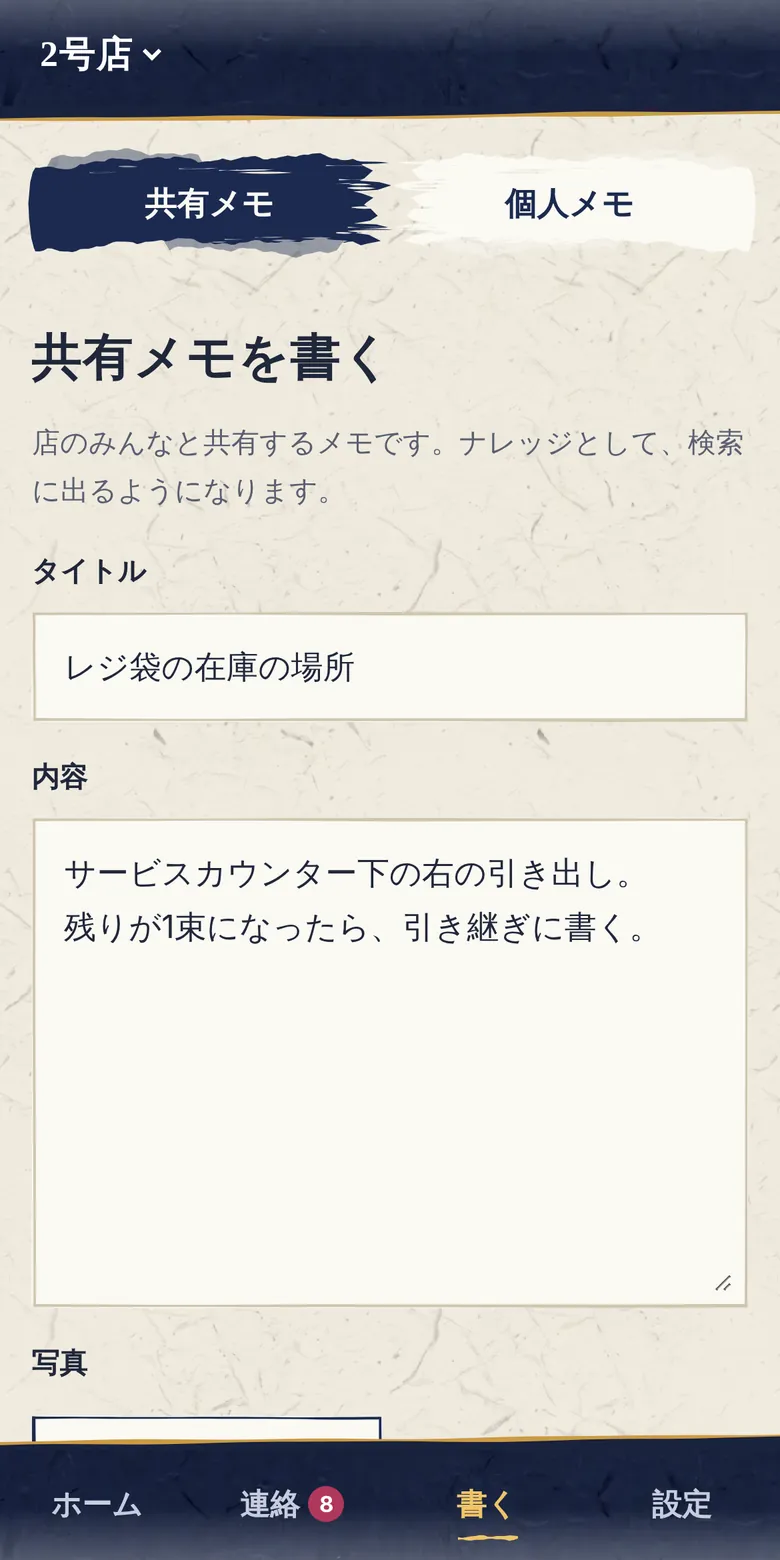 2号店
共有メモ
個人メモ
共有メモを書く
店のみんなと共有するメモです。ナレッジとして、検索
に出るようになります。
タイトル
レジ袋の在庫の場所
内容
サービスカウンター下の右の引き出し。
残りが1束になったら、引き継ぎに書く。
写真
ホーム
連絡 8
書く
設定